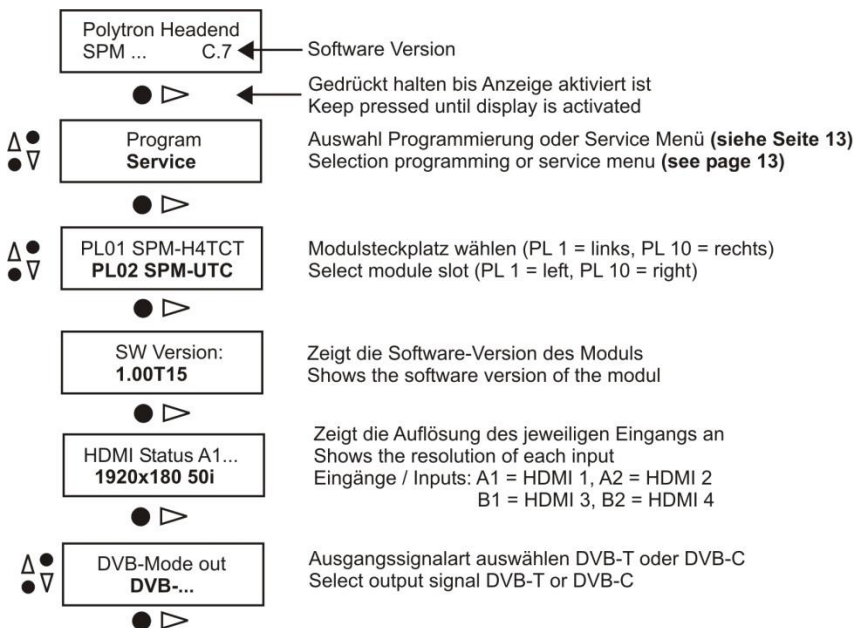 Polytron Headend
SPM ... C.7
Software Version
Gedrückt halten bis Anzeige aktiviert ist
Keep pressed until display is activated
Program
Service
Auswahl Programmierung oder Service Menü (siehe Seite 13)
Selection programming or service menu (see page 13)
PL01 SPM-H4TCT
PL02 SPM-UTC
Modulsteckplatz wählen (PL 1 = links, PL 10 = rechts)
Select module slot (PL 1 = left, PL 10 = right)
SW Version:
1.00T15
Zeigt die Software-Version des Moduls
Shows the software version of the modul
HDMI Status A1...
1920x180 50i
Zeigt die Auflösung des jeweiligen Eingangs an
Shows the resolution of each input
Eingänge / Inputs: A1 = HDMI 1, A2 = HDMI 2
B1 = HDMI 3, B2 = HDMI 4
DVB-Mode out
DVB-...
Ausgangssignalart auswählen DVB-T oder DVB-C
Select output signal DVB-T or DVB-C